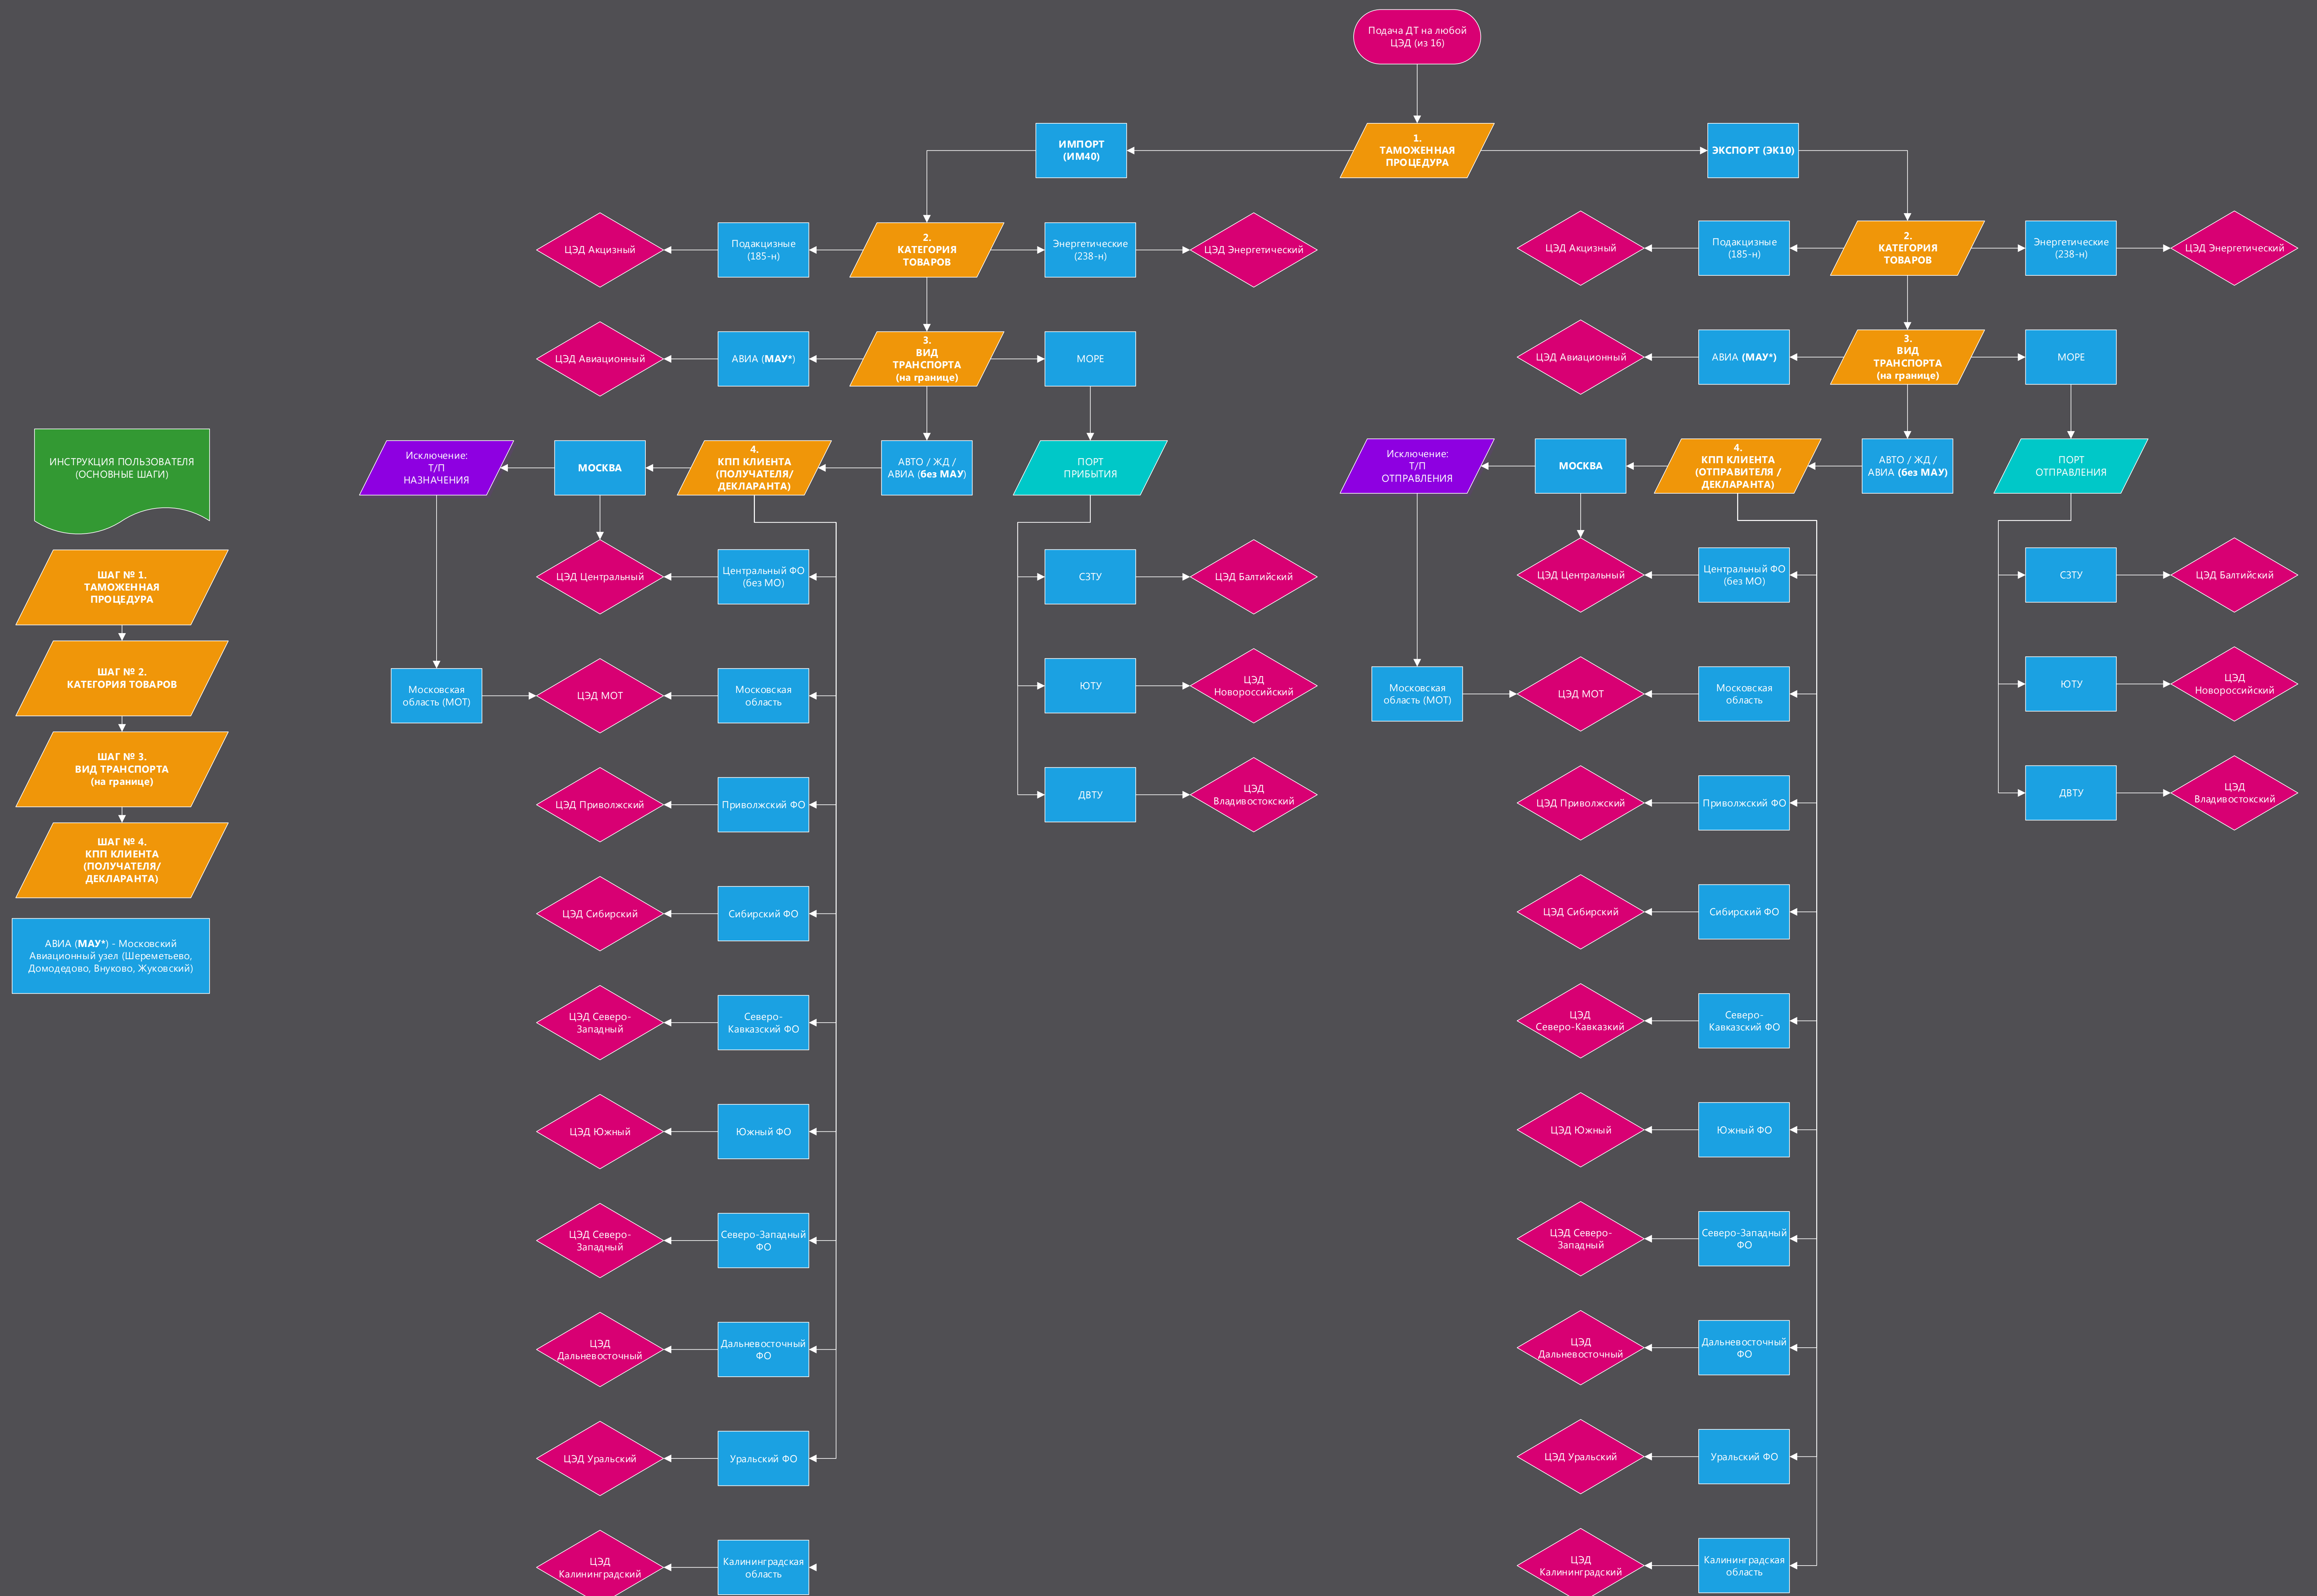 Подача ДТ на любой
ЦЭД (из 16)
ИМПОРТ
(ИМ40)
1.
ТАМОЖЕННАЯ
ПРОЦЕДУРА
ЭКСПОРТ (ЭК10)
ЦЭД Акцизный
Подакцизные
(185-н)
2.
КАТЕГОРИЯ
ТОВАРОВ
Энергетические
(238-н)
ЦЭД Энергетический
ЦЭД Акцизный
Подакцизные
(185-н)
2.
КАТЕГОРИЯ
ТОВАРОВ
Энергетические
(238-н)
ЦЭД Энергетический
ЦЭД Авиационный
АВИА (МАУ*)
3.
ВИД
ТРАНСПОРТА
(на границе)
МОРЕ
ЦЭД Авиационный
АВИА (МАУ*)
3.
ВИД
ТРАНСПОРТА
(на границе)
МОРЕ
ИНСТРУКЦИЯ ПОЛЬЗОВАТЕЛЯ
(ОСНОВНЫЕ ШАГИ)
Исключение:
Т/П
НАЗНАЧЕНИЯ
МОСКВА
4.
КПП КЛИЕНТА
(ПОЛУЧАТЕЛЯ/
ДЕКЛАРАНТА)
АВТО / ЖД /
АВИА (без МАУ)
ПОРТ
ПРИБЫТИЯ
Исключение:
Т/П
ОТПРАВЛЕНИЯ
МОСКВА
4.
КПП КЛИЕНТА
(ОТПРАВИТЕЛЯ /
ДЕКЛАРАНТА)
АВТО / ЖД /
АВИА (без МАУ)
ПОРТ
ОТПРАВЛЕНИЯ
ШАГ № 1.
ТАМОЖЕННАЯ
ПРОЦЕДУРА
ЦЭД Центральный
Центральный ФО
(без МО)
СЗТУ
ЦЭД Балтийский
ЦЭД Центральный
Центральный ФО
(без МО)
СЗТУ
ЦЭД Балтийский
ШАГ № 2.
КАТЕГОРИЯ ТОВАРОВ
Московская
область (МОТ)
ЦЭД МОТ
Московская
область
ЮТУ
ЦЭД
Новороссийский
Московская
область (МОТ)
ЦЭД МОТ
Московская
область
ЮТУ
ЦЭД
Новороссийский
ШАГ № 3.
ВИД ТРАНСПОРТА
(на границе)
ЦЭД Приволжский
Приволжский ФО
ДВТУ
ЦЭД
Владивостокский
ЦЭД Приволжский
Приволжский ФО
ДВТУ
ЦЭД
Владивостокский
ШАГ № 4.
КПП КЛИЕНТА
(ПОЛУЧАТЕЛЯ/
ДЕКЛАРАНТА)
ЦЭД Сибирский
Сибирский ФО
ЦЭД Сибирский
Сибирский ФО
АВИА (МАУ*) - Московский
Авиационный узел (Шереметьево,
Домодедово, Внуково, Жуковский)
ЦЭД Северо-
Западный
Северо-
Кавказский ФО
ЦЭД
Северо-Кавказкий
Северо-
Кавказский ФО
ЦЭД Южный
Южный ФО
ЦЭД Южный
Южный ФО
ЦЭД Северо-
Западный
Северо-Западный
ФО
ЦЭД Северо-
Западный
Северо-Западный
ФО
ЦЭД
Дальневосточный
Дальневосточный
ФО
ЦЭД
Дальневосточный
Дальневосточный
ФО
ЦЭД Уральский
Уральский ФО
ЦЭД Уральский
Уральский ФО
ЦЭД
Калининградский
Калининградская
область
ЦЭД
Калининградский
Калининградская
область